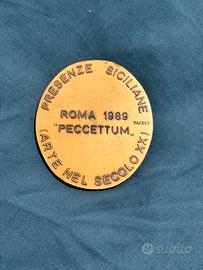 PRESENZE SICILIANE
ROMA 1989
"PECCETTUM„
(ARTE NEL SECOLO XX)
subito